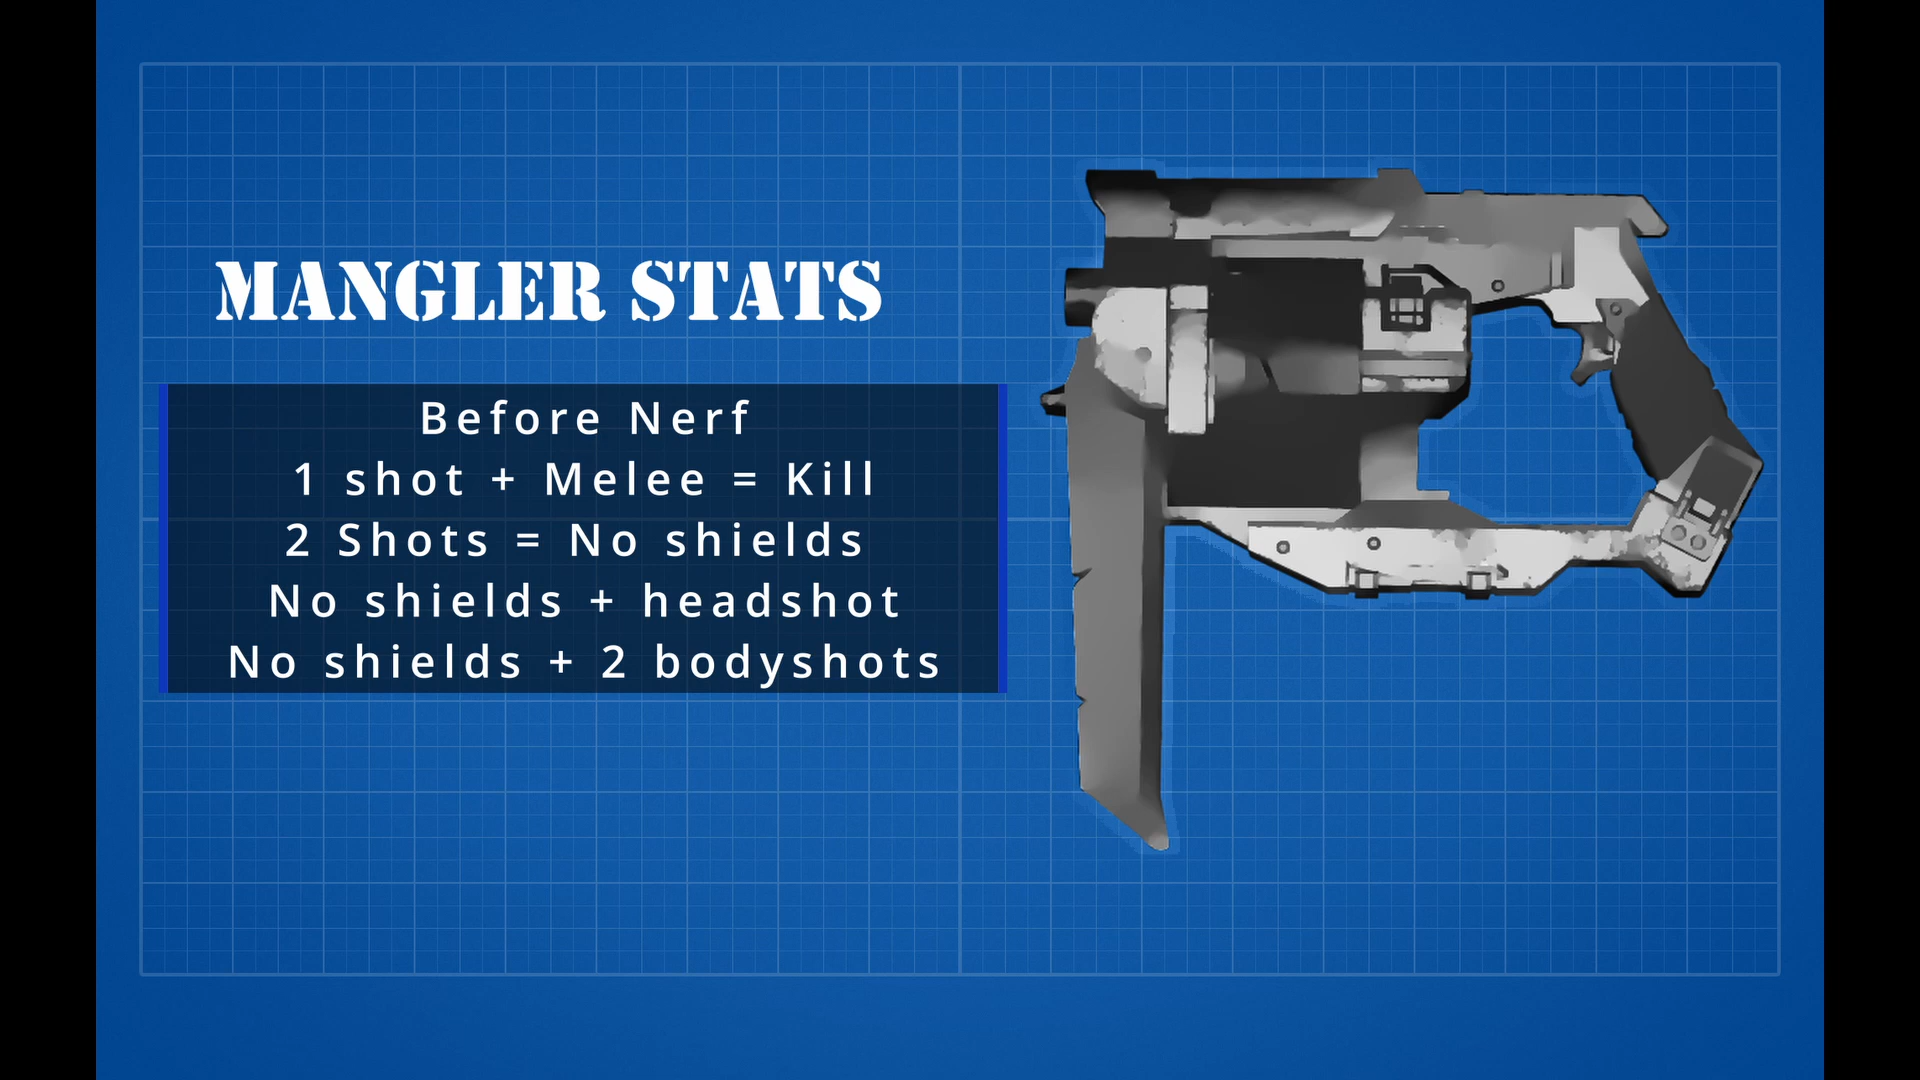 MANGLER STATS
Before Nerf
1 shot + Melee = Kill
2 Shots = No shields
No shields + headshot
No shields + 2 bodyshots